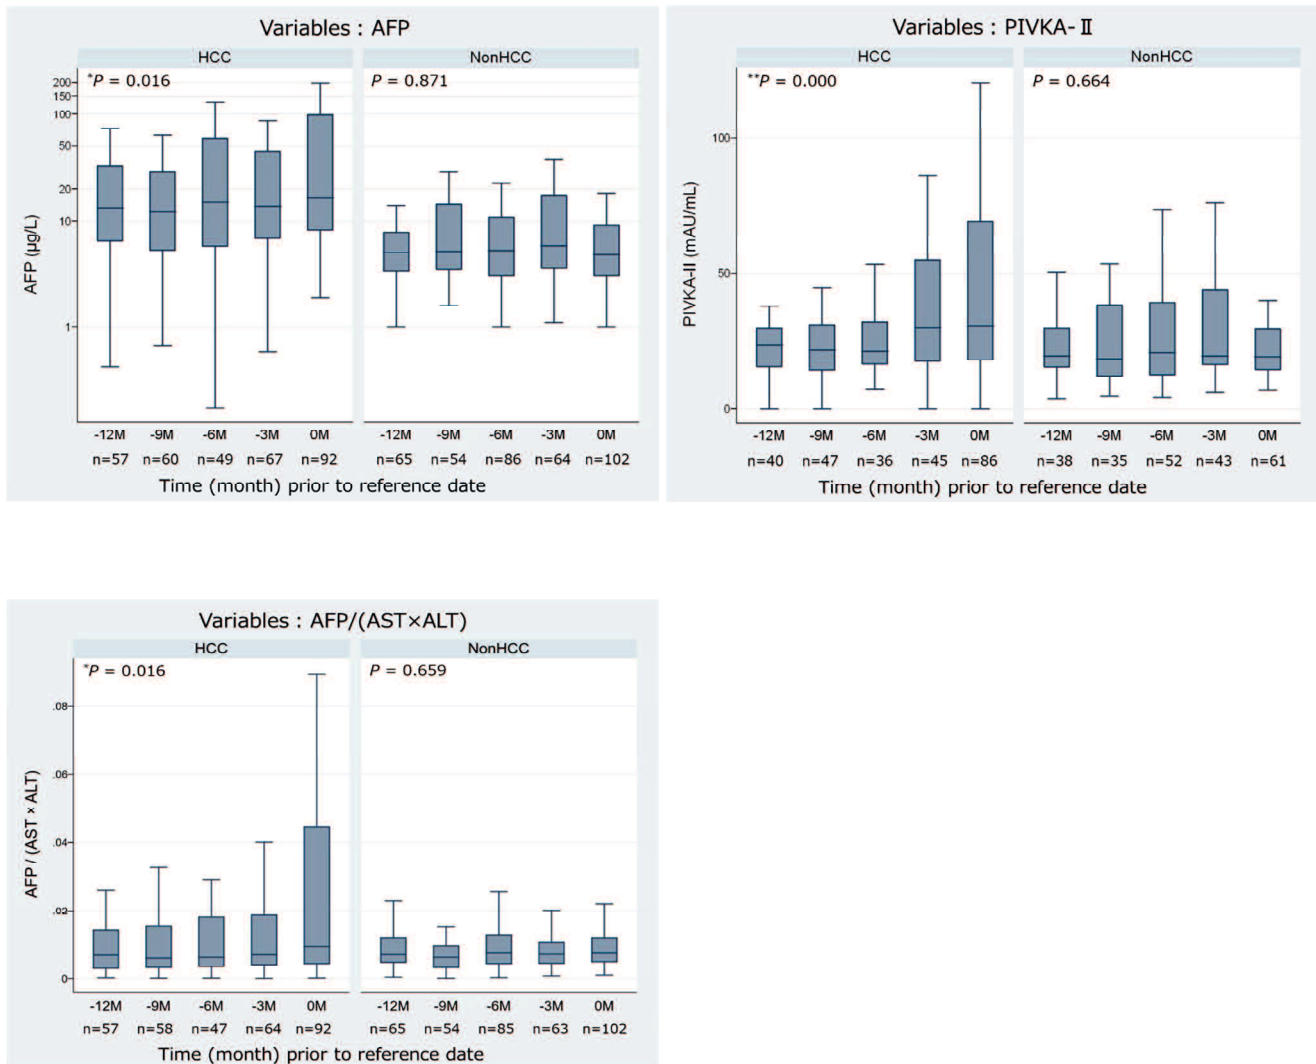 Variables : AFP
HCC NonHCC
*P = 0.016 P = 0.871
200
150
100
50
20
10
1
AFP (µg/L)
-12M -9M -6M -3M 0M -12M -9M -6M -3M 0M
n=57 n=60 n=49 n=67 n=92 n=65 n=54 n=86 n=64 n=102
Time (month) prior to reference date
Variables : PIVKA-Ⅱ
HCC NonHCC
**P = 0.000 P = 0.664
100
50
0
PIVKA-II (mAU/mL)
-12M -9M -6M -3M 0M -12M -9M -6M -3M 0M
n=40 n=47 n=36 n=45 n=86 n=38 n=35 n=52 n=43 n=61
Time (month) prior to reference date
Variables : AFP/(AST×ALT)
HCC NonHCC
*P = 0.016 P = 0.659
.08
.06
.04
.02
0
AFP / (AST × ALT)
-12M -9M -6M -3M 0M -12M -9M -6M -3M 0M
n=57 n=58 n=47 n=64 n=92 n=65 n=54 n=85 n=63 n=102
Time (month) prior to reference date